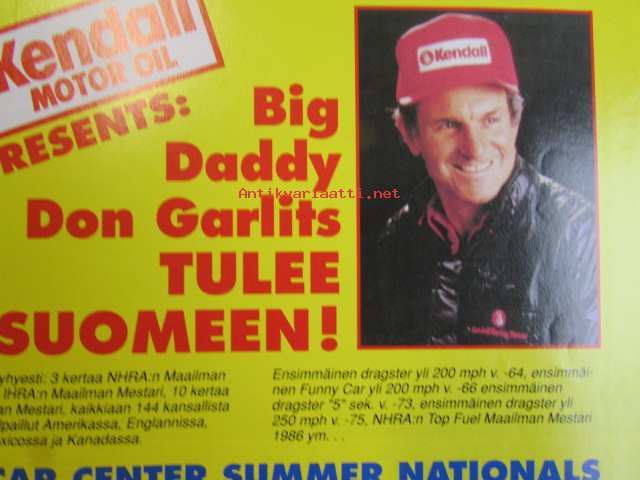 Kendall
MOTOR OIL
RESENTS:
Big
Daddy
Don Garlits
TULEE
SUOMEEN!
Kendall
Antikvariaatti.net
yhyesti: 3 kertaa NHRA:n Maailman
IHRA:n Maailman Mestari, 10 kertaa
an Mestari, kaikkiaan 144 kansallista
lpaillut Amerikassa, Englannissa,
xicossa ja Kanadassa.
Ensimmäinen dragster yli 200 mph v. -64, ensimmäi-
nen Funny Car yli 200 mph v. -66 ensimmäinen
dragster "5" sek. v. -73, ensimmäinen dragster yli
250 mph v. -75, NHRA:n Top Fuel Maailman Mestari
1986 ym. . .
CAR CENTER SUMMER NATIONALS